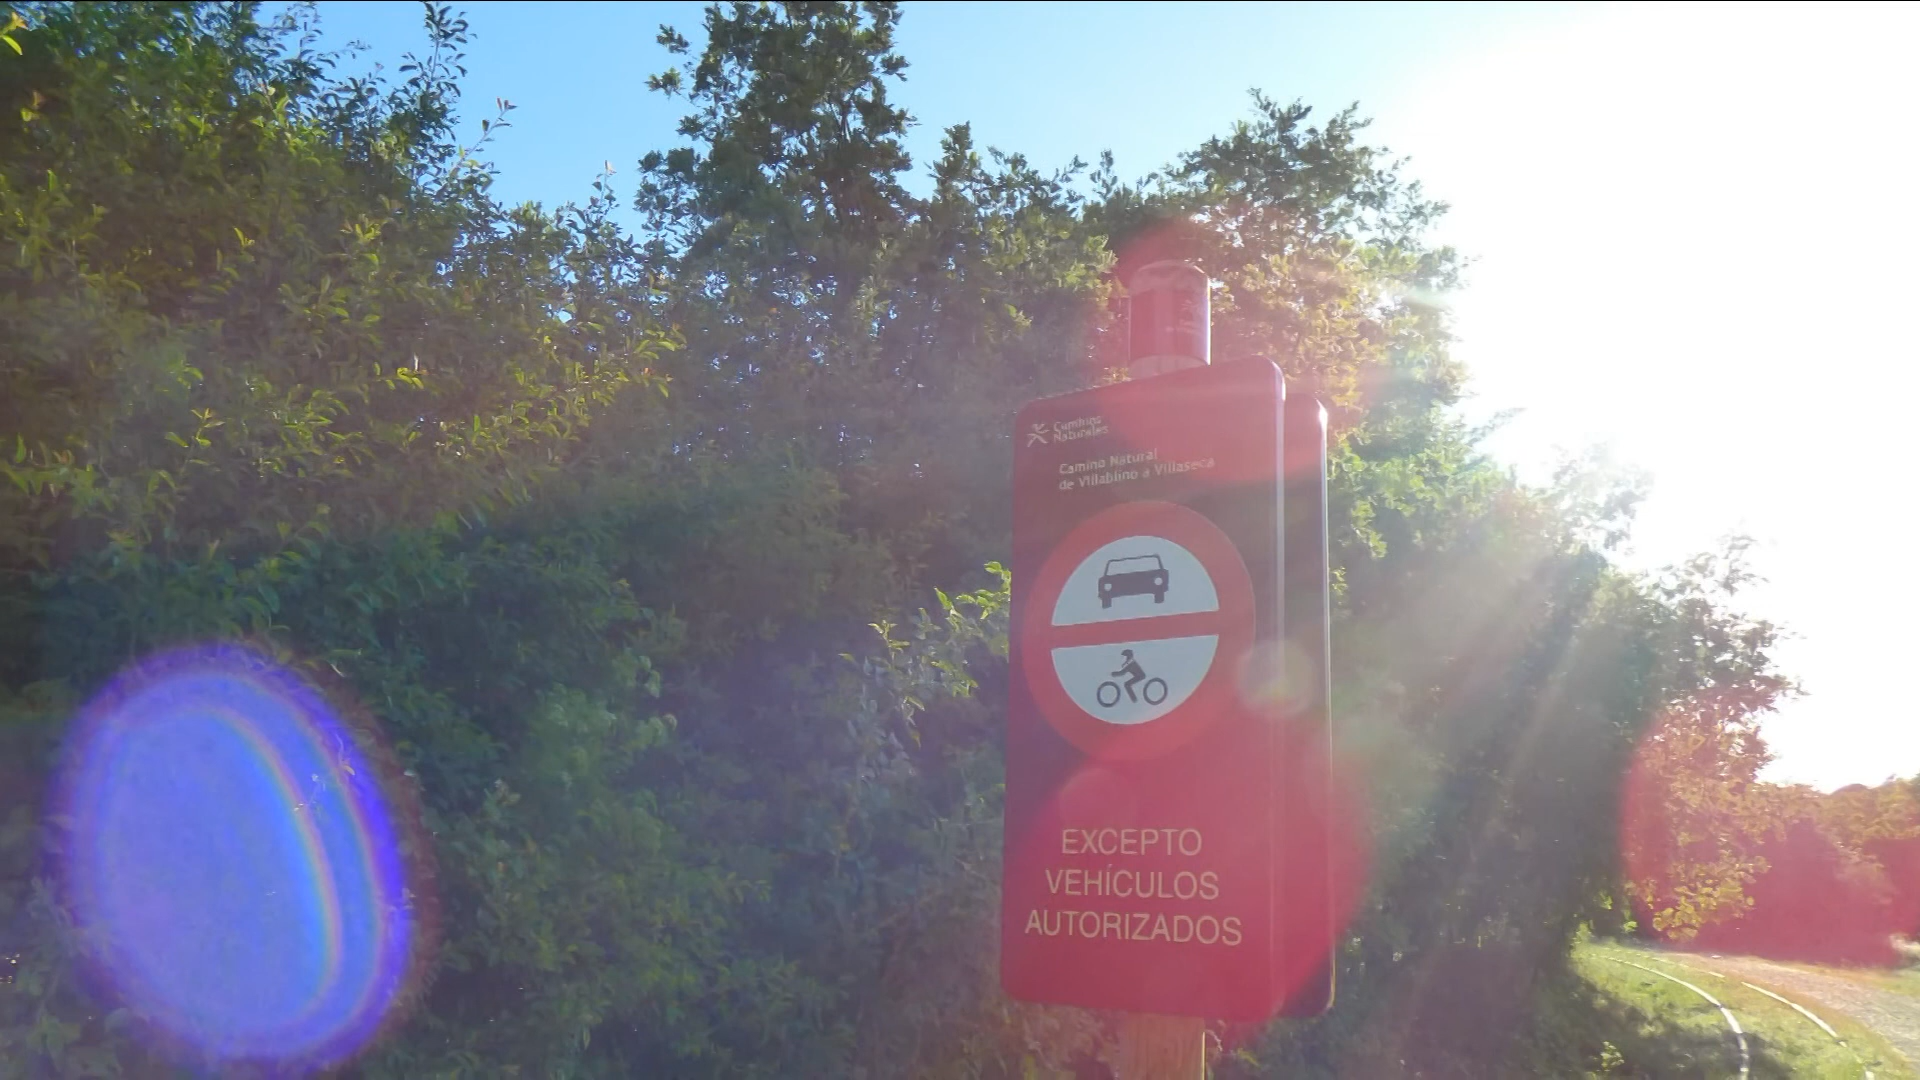 Caminos
Naturales
Camino Natural
de Villablino a Villaseca
EXCEPTO
VEHÍCULOS
AUTORIZADOS